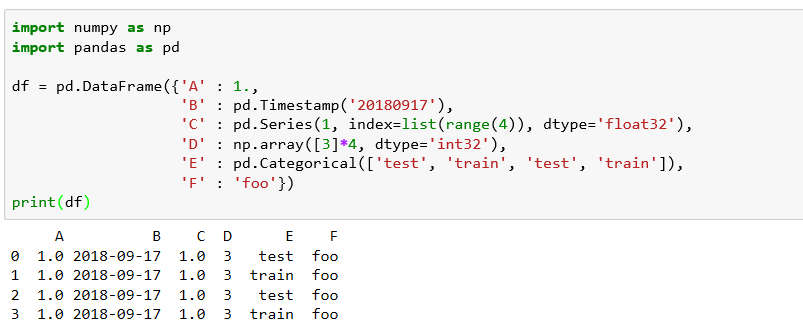 import numpy as np
import pandas as pd

df = pd.DataFrame({'A' : 1.,
                   'B' : pd.Timestamp('20180917'),
                   'C' : pd.Series(1, index=list(range(4)), dtype='float32'),
                   'D' : np.array([3]*4, dtype='int32'),
                   'E' : pd.Categorical(['test', 'train', 'test', 'train']),
                   'F' : 'foo'})
print(df)

     A          B    C  D      E    F
0  1.0 2018-09-17  1.0  3   test  foo
1  1.0 2018-09-17  1.0  3  train  foo
2  1.0 2018-09-17  1.0  3   test  foo
3  1.0 2018-09-17  1.0  3  train  foo